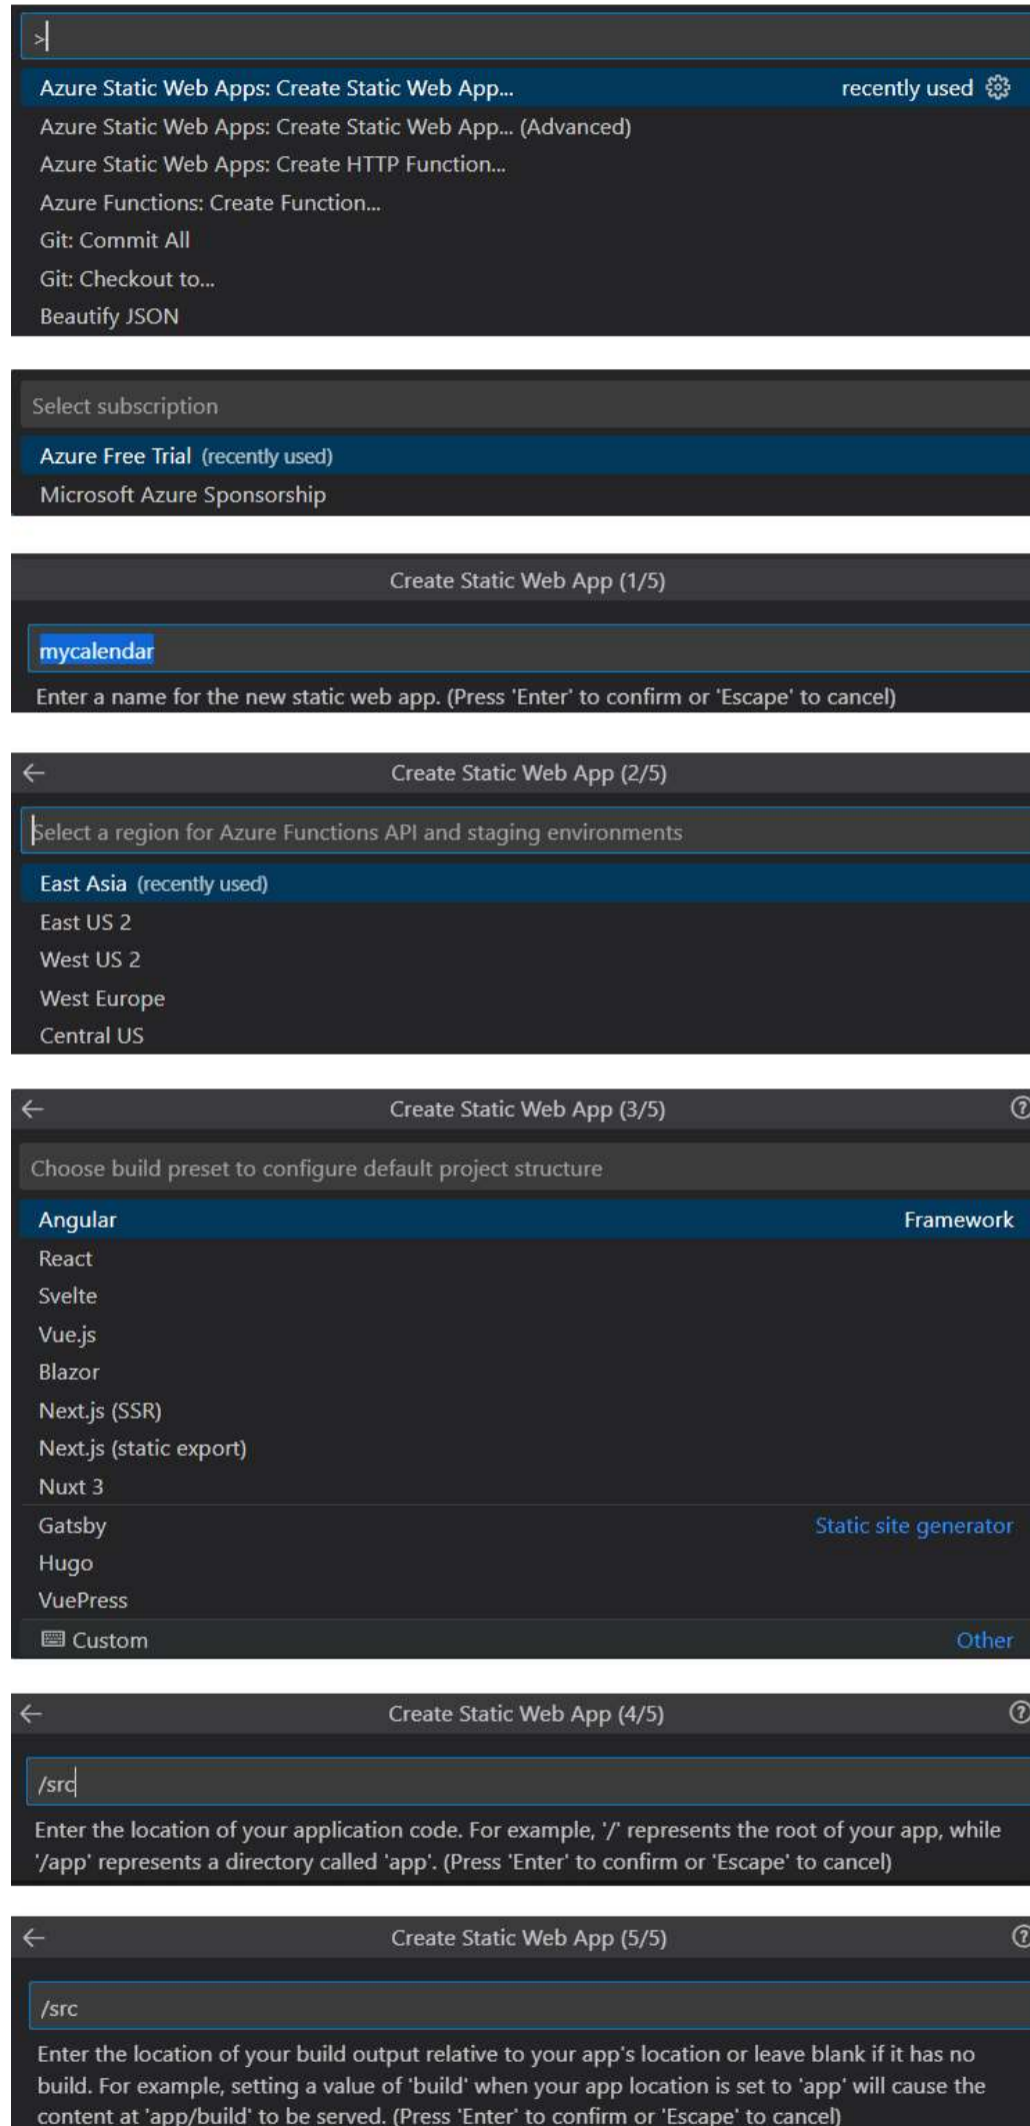 >
Azure Static Web Apps: Create Static Web App... recently used
Azure Static Web Apps: Create Static Web App... (Advanced)
Azure Static Web Apps: Create HTTP Function...
Azure Functions: Create Function...
Git: Commit All
Git: Checkout to...
Beautify JSON
Select subscription
Azure Free Trial (recently used)
Microsoft Azure Sponsorship
Create Static Web App (1/5)
mycalendar
Enter a name for the new static web app. (Press 'Enter' to confirm or 'Escape' to cancel)
Create Static Web App (2/5)
Select a region for Azure Functions API and staging environments
East Asia (recently used)
East US 2
West US 2
West Europe
Central US
Create Static Web App (3/5)
Choose build preset to configure default project structure
Angular Framework
React
Svelte
Vue.js
Blazor
Next.js (SSR)
Next.js (static export)
Nuxt 3
Gatsby Static site generator
Hugo
VuePress
Custom Other
Create Static Web App (4/5)
/src
Enter the location of your application code. For example, '/' represents the root of your app, while
'/app' represents a directory called 'app'. (Press 'Enter' to confirm or 'Escape' to cancel)
Create Static Web App (5/5)
/src
Enter the location of your build output relative to your app's location or leave blank if it has no
build. For example, setting a value of 'build' when your app location is set to 'app' will cause the
content at 'app/build' to be served. (Press 'Enter' to confirm or 'Escape' to cancel)